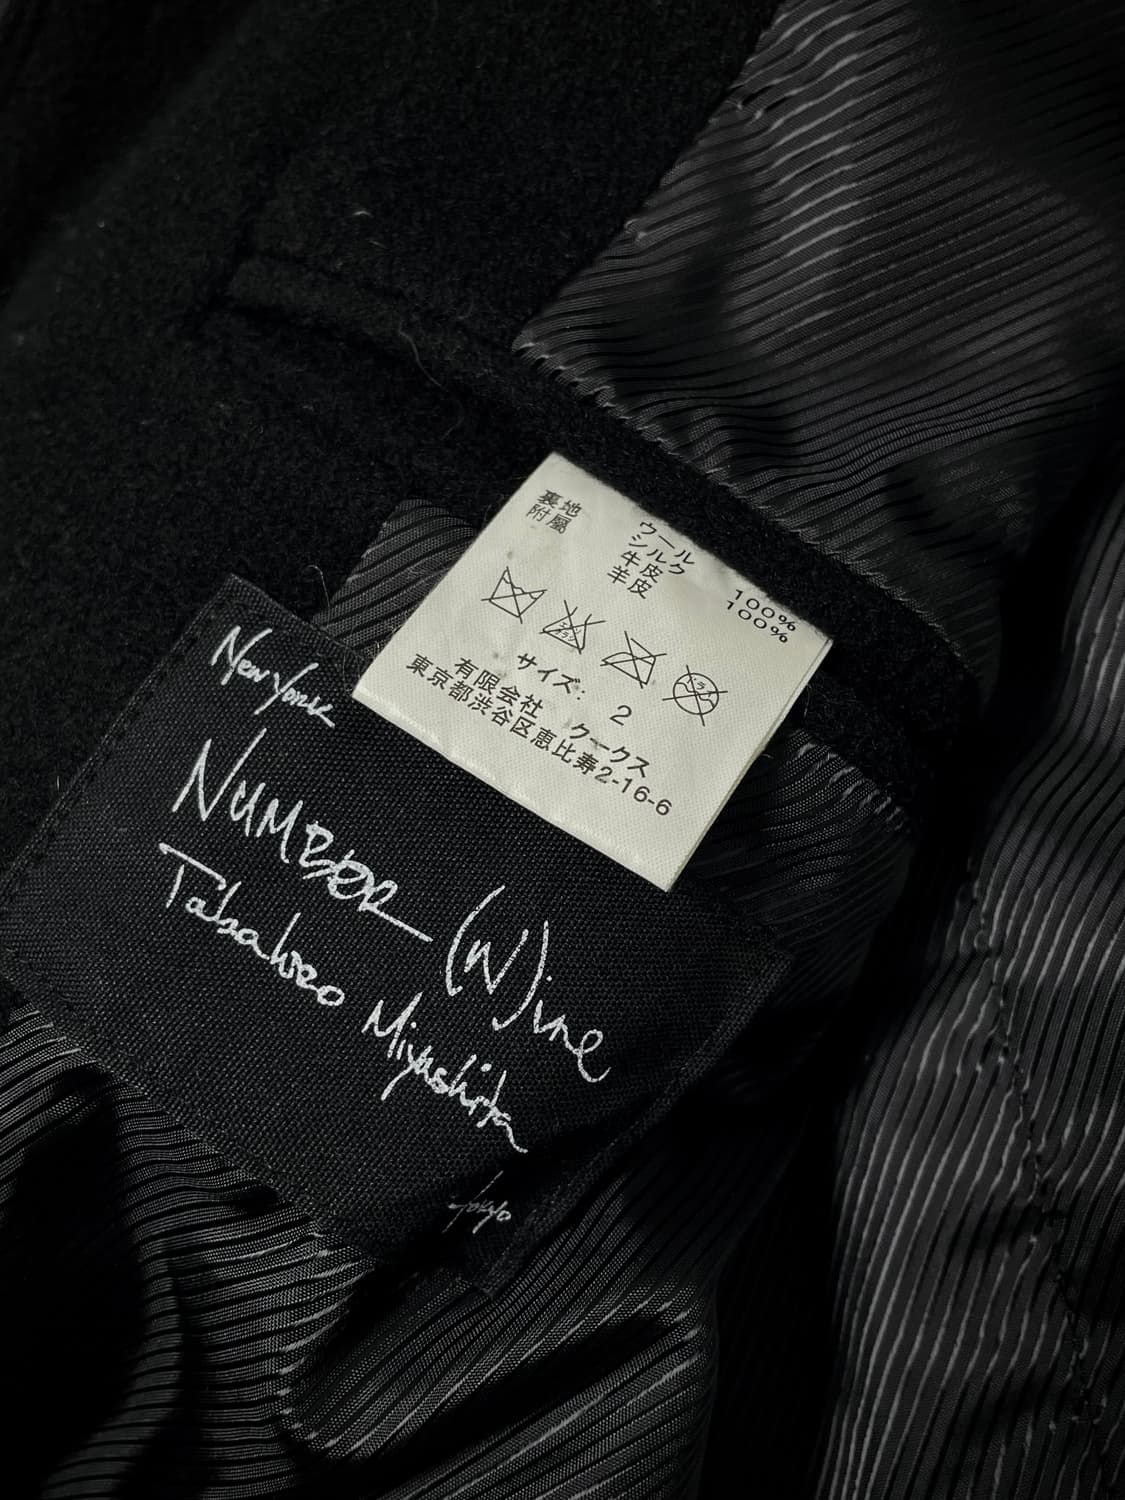 裏地 ウール 100%
附屬 シルク 100%
牛皮
羊皮
サイズ: 2
有限会社 クークス
東京都渋谷区恵比寿2-16-6
New York
NUMBER (N)ine
Takahiro Miyashita
tokyo